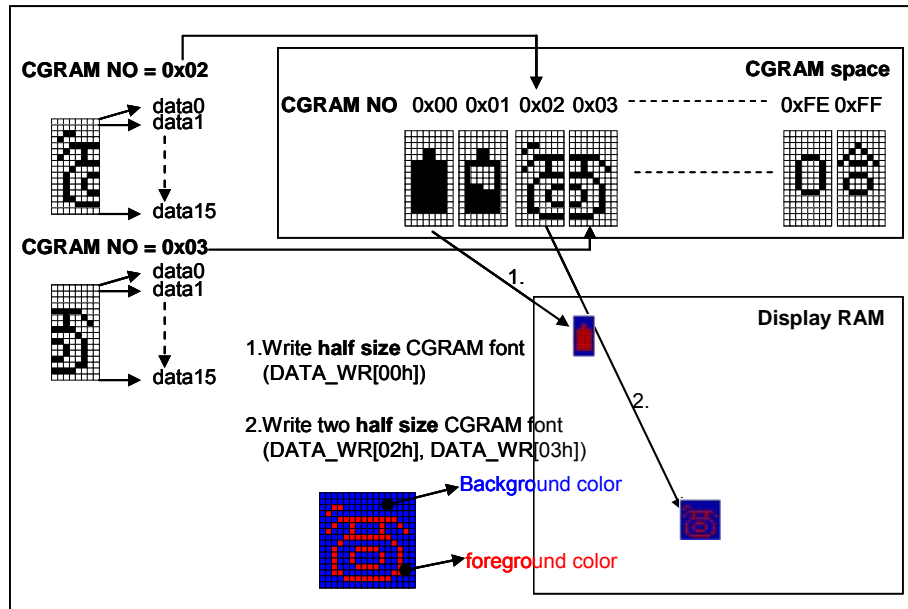 CGRAM NO = 0x02
data0
data1
data15
CGRAM NO = 0x03
data0
data1
data15
CGRAM space
CGRAM NO 0x00 0x01 0x02 0x03 0xFE 0xFF
1.
Display RAM
1.Write half size CGRAM font
(DATA_WR[00h])
2.
2.Write two half size CGRAM font
(DATA_WR[02h], DATA_WR[03h])
Background color
foreground color